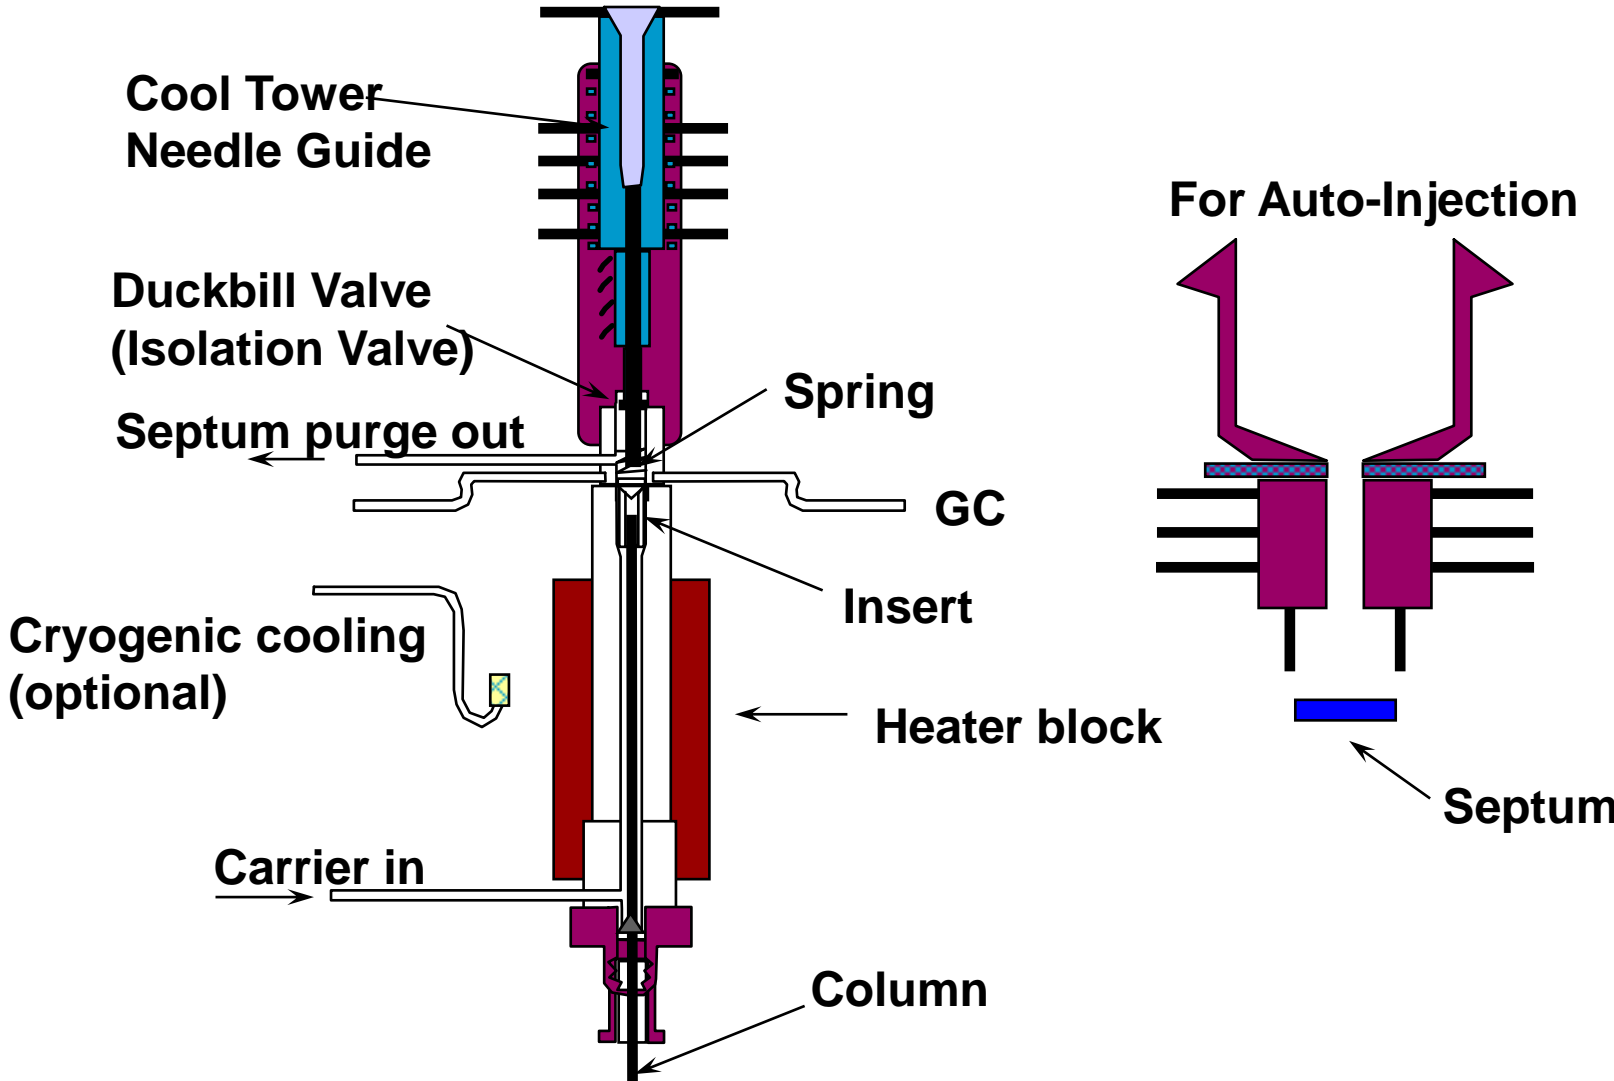 Cool Tower
Needle Guide
For Auto-Injection
Duckbill Valve
(Isolation Valve)
Spring
Septum purge out
GC
Insert
Cryogenic cooling
(optional)
Heater block
Septum
Carrier in
Column